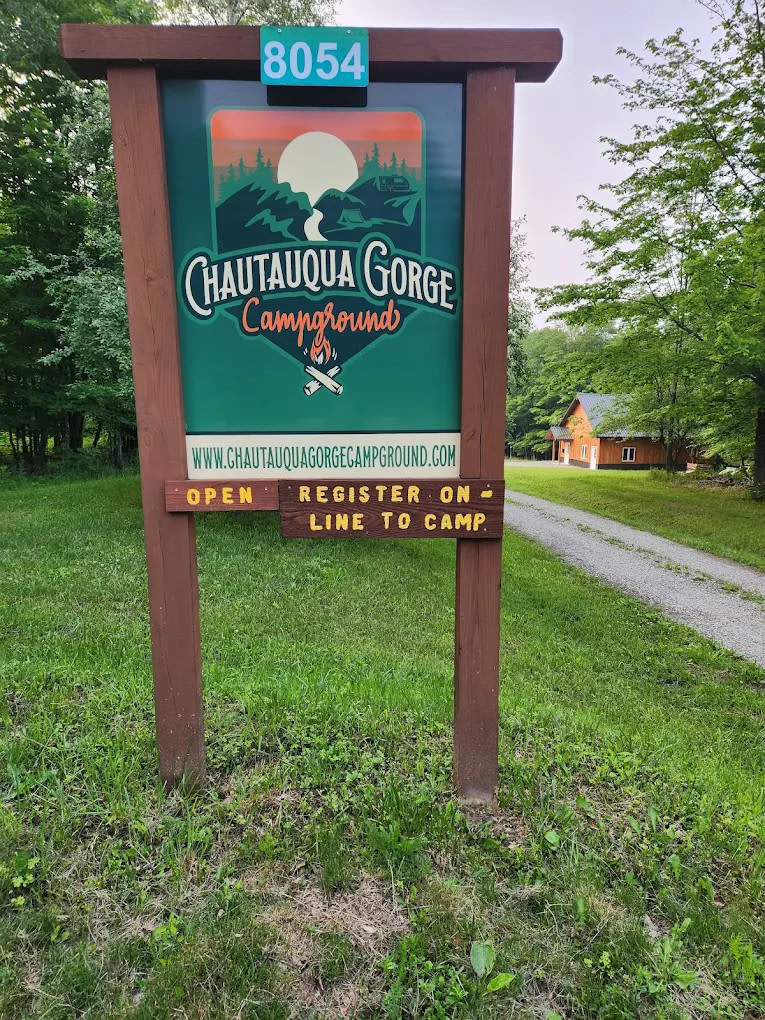 8054
CHAUTAUQUA GORGE
Campground
WWW.CHAUTAUQUAGORGECAMPGROUND.COM
OPEN
REGISTER ON-
LINE TO CAMP.